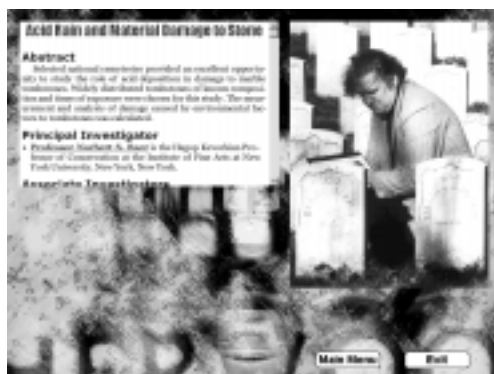 Acid Rain and Material Damage to Stone
Abstract
Selected national cemeteries provided an excellent opportu-
nity to study the role of acid deposition in damage to marble
tombstones. Widely distributed tombstones of known composi-
tion and times of exposure were chosen for this study. The meas-
urement and analysis of damage caused by environmental fac-
tors to tombstones was calculated.
Principal Investigator
• Professor Norbert S. Baer is the Hagop Kevorkian Pro-
fessor of Conservation at the Institute of Fine Arts at New
York University, New York, New York.
Associate Investigators
Main Menu
Exit